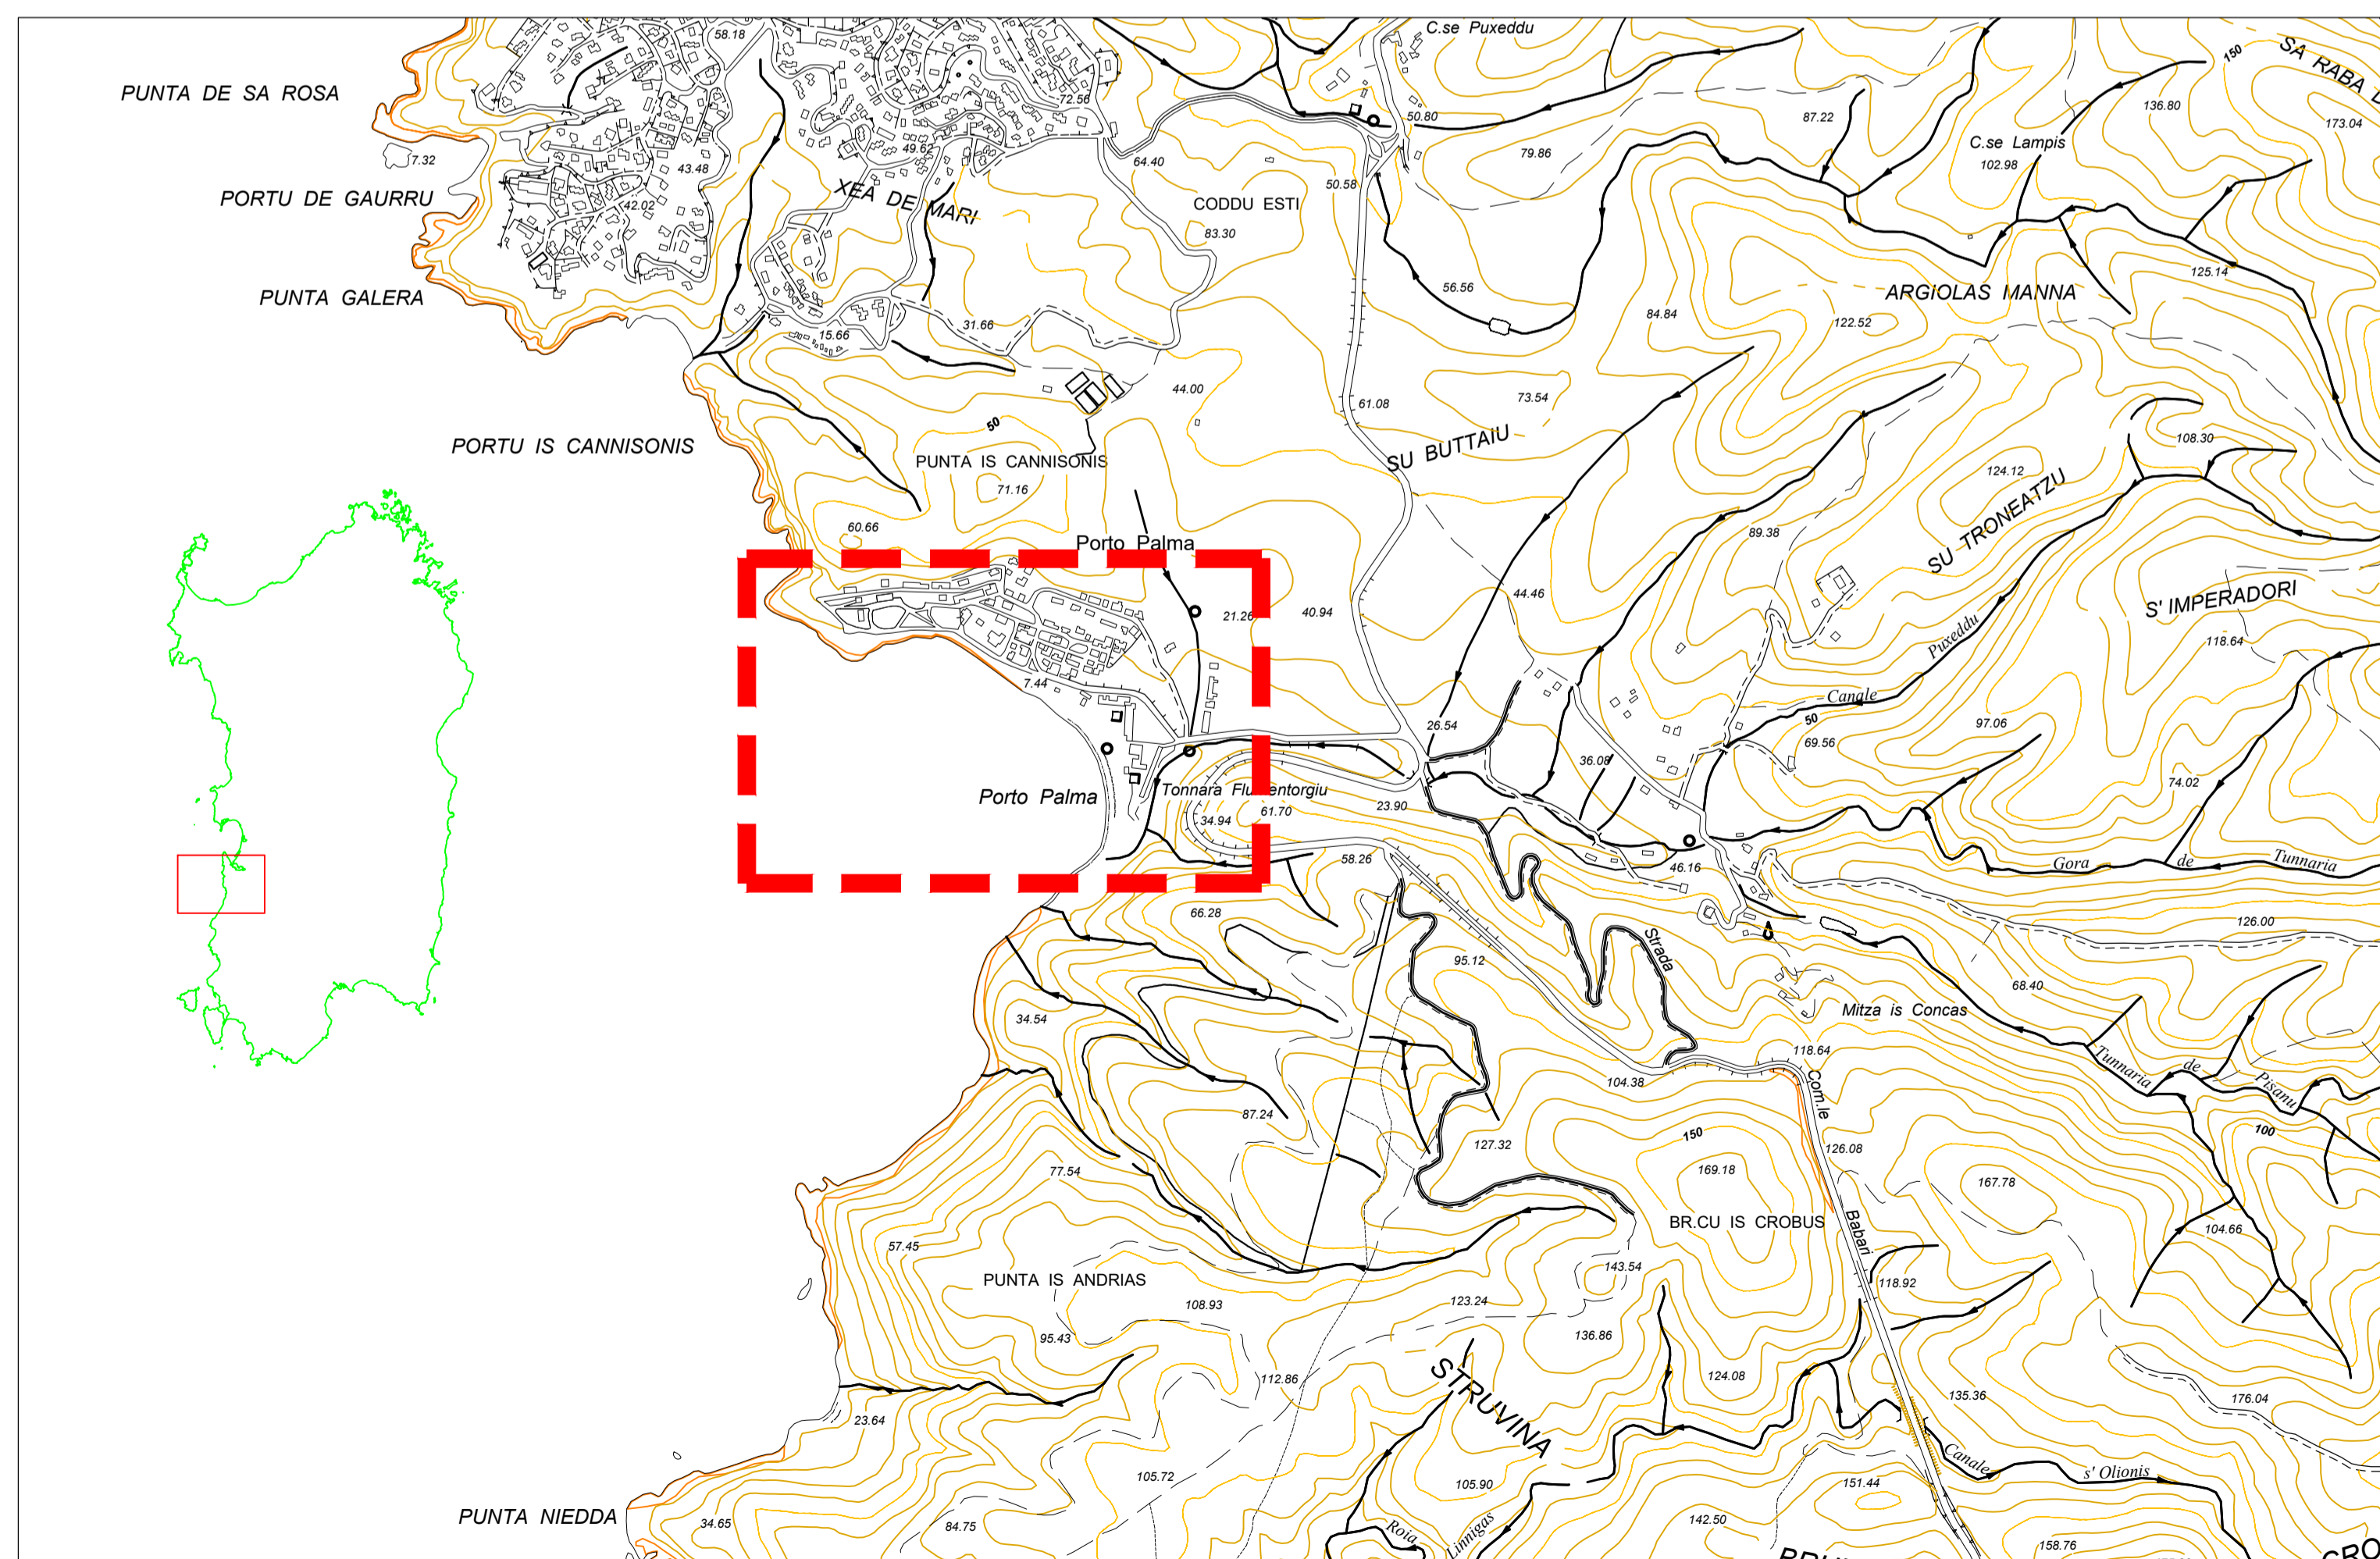 C.se Puxeddu
58.18
150
SA RABA
PUNTA DE SA ROSA
72.56
50.80
87.22
136.80
173.04
7.32
49.62
64.40
79.86
C.se Lampis
102.98
43.48
50.58
PORTU DE GAURRU
42.02
XEA DE MARI
CODDU ESTI
83.30
125.14
PUNTA GALERA
56.56
ARGIOLAS MANNA
84.84
122.52
31.66
15.66
44.00
73.54
61.08
50
PORTU IS CANNISONIS
PUNTA IS CANNISONIS
SU BUTTAIU
108.30
71.16
124.12
60.66
SU TRONEATZU
89.38
Porto Palma
44.46
S' IMPERADORI
21.26
40.94
118.64
Puxeddu
7.44
Canale
50
26.54
97.06
69.56
36.08
74.02
Porto Palma
Tonnara Flumentorgiu
34.94
61.70
23.90
58.26
46.16
Gora de Tunnaria
66.28
126.00
95.12
Strada
68.40
34.54
Mitza is Concas
118.64
104.38
Com.le
Tunnaria de Pisanu
87.24
127.32
150
126.08
100
77.54
169.18
167.78
BR.CU IS CROBUS
Babari
104.66
57.45
PUNTA IS ANDRIAS
143.54
118.92
108.93
123.24
95.43
136.86
112.86
STRUVINA
124.08
135.36
176.04
23.64
105.72
105.90
Canale s' Olionis
151.44
PUNTA NIEDDA
34.65
84.75
Roia
Linnigas
142.50
158.76